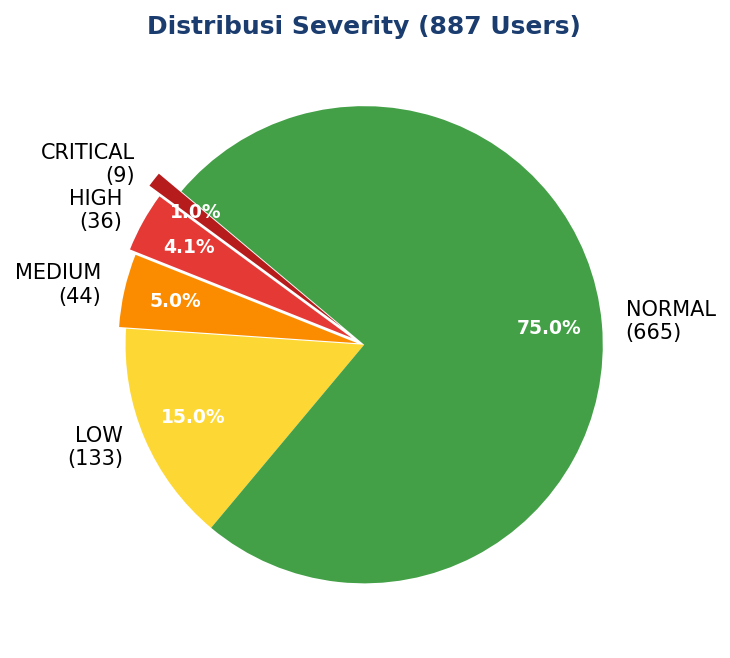 Distribusi Severity (887 Users)
CRITICAL
(9)
1.0%
HIGH
(36)
4.1%
MEDIUM
(44)
5.0%
NORMAL
(665)
75.0%
LOW
(133)
15.0%